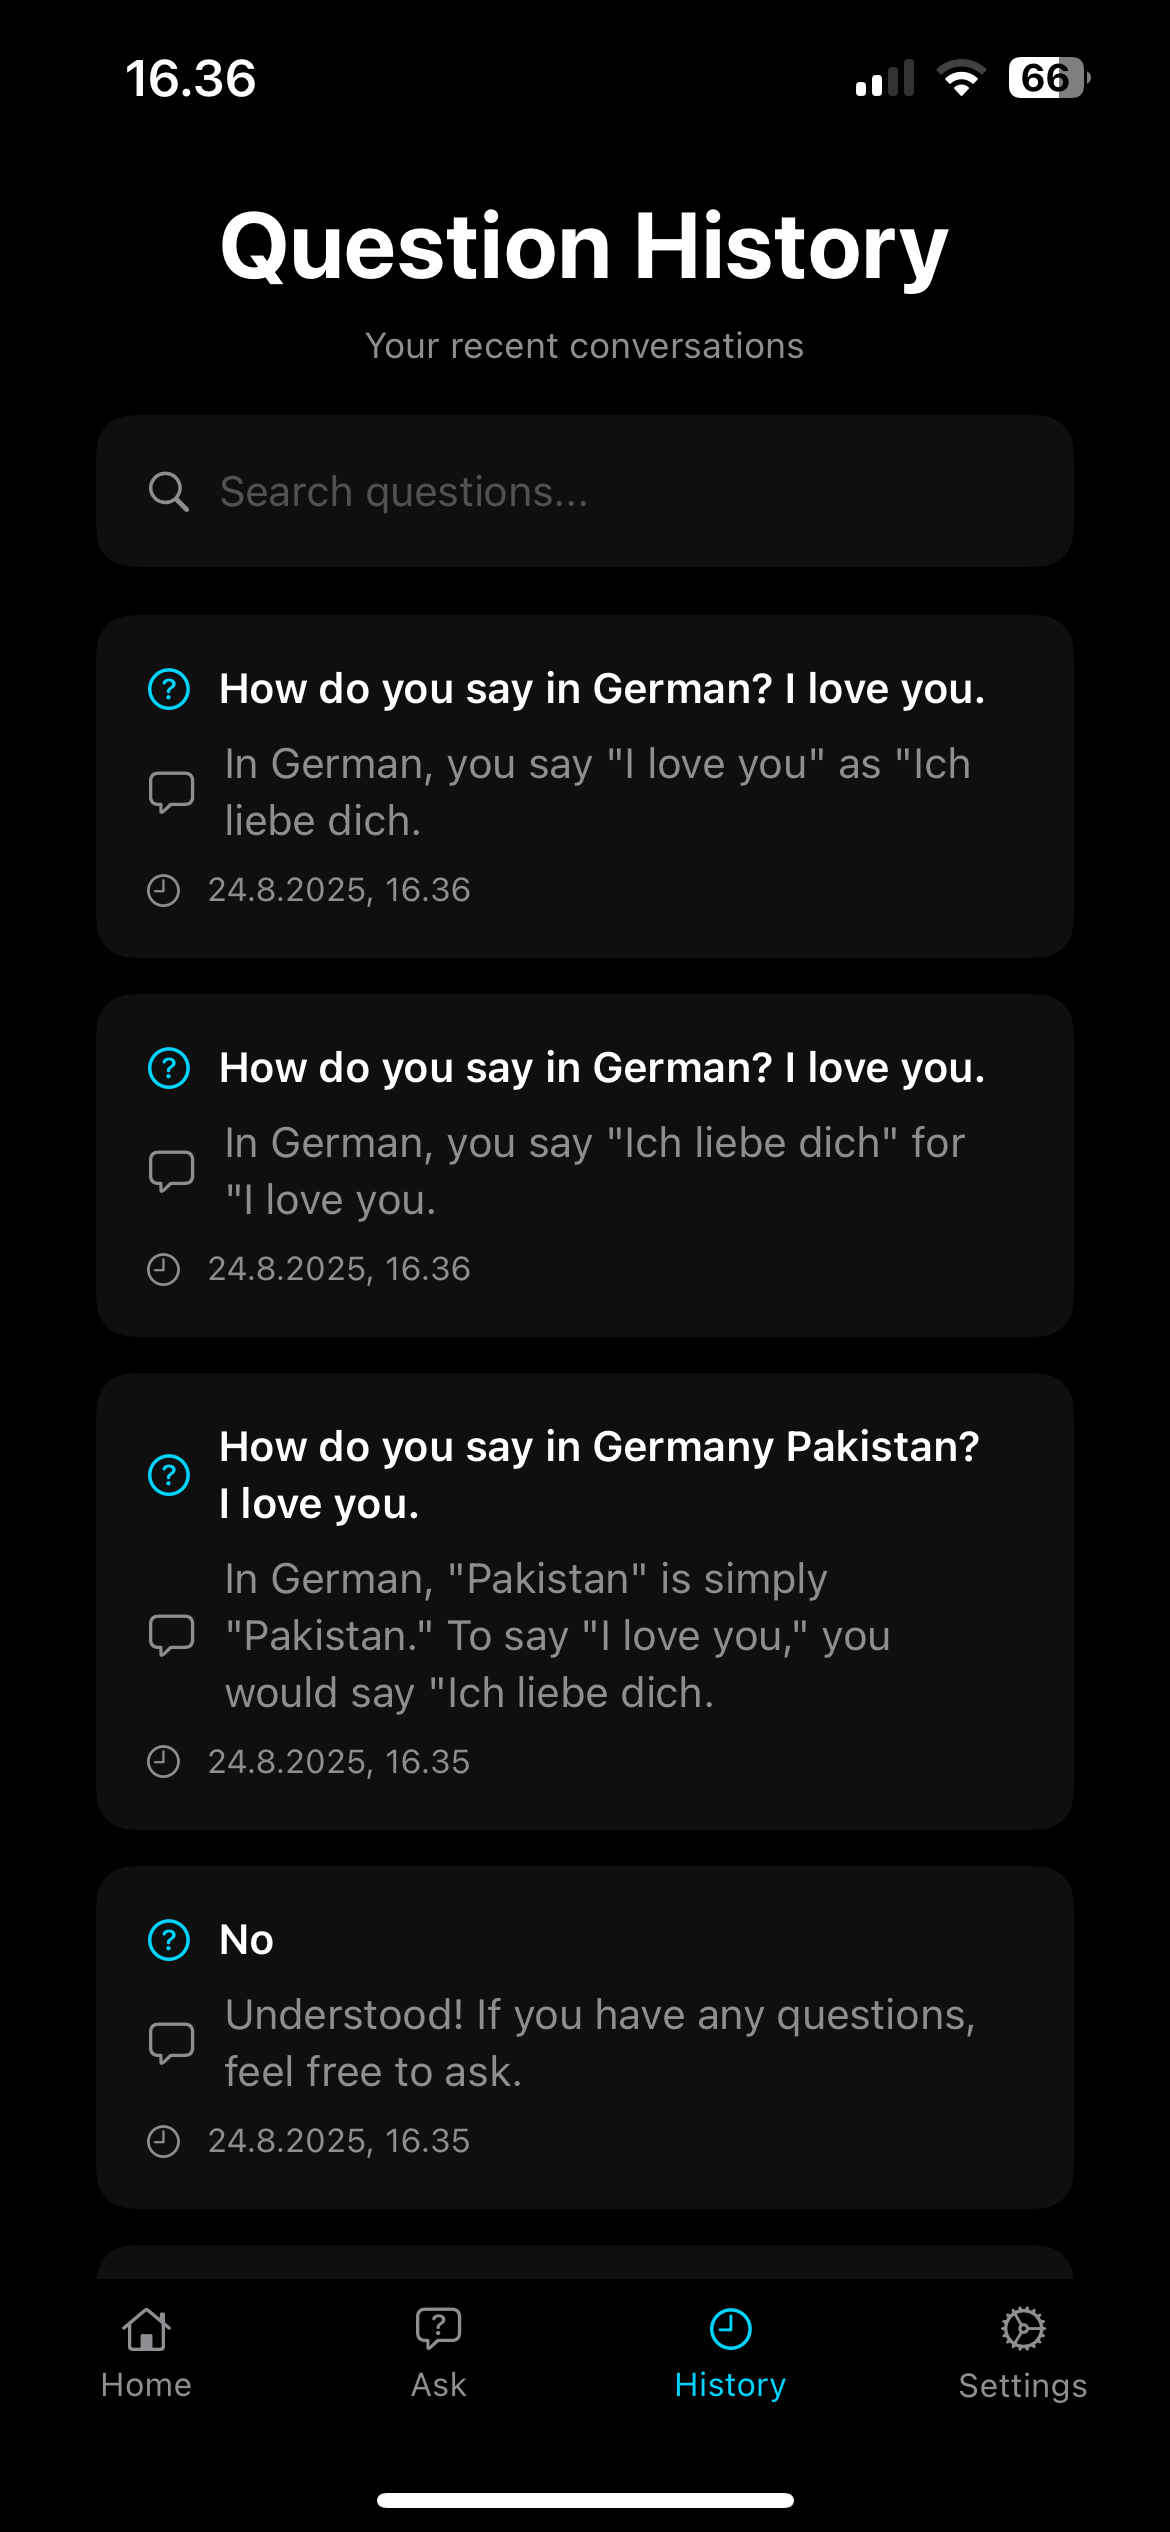 16.36
66
Question History
Your recent conversations
Search questions...
How do you say in German? I love you.
In German, you say "I love you" as "Ich
liebe dich.
24.8.2025, 16.36
How do you say in German? I love you.
In German, you say "Ich liebe dich" for
"I love you.
24.8.2025, 16.36
How do you say in Germany Pakistan?
I love you.
In German, "Pakistan" is simply
"Pakistan." To say "I love you," you
would say "Ich liebe dich.
24.8.2025, 16.35
No
Understood! If you have any questions,
feel free to ask.
24.8.2025, 16.35
Home
Ask
History
Settings